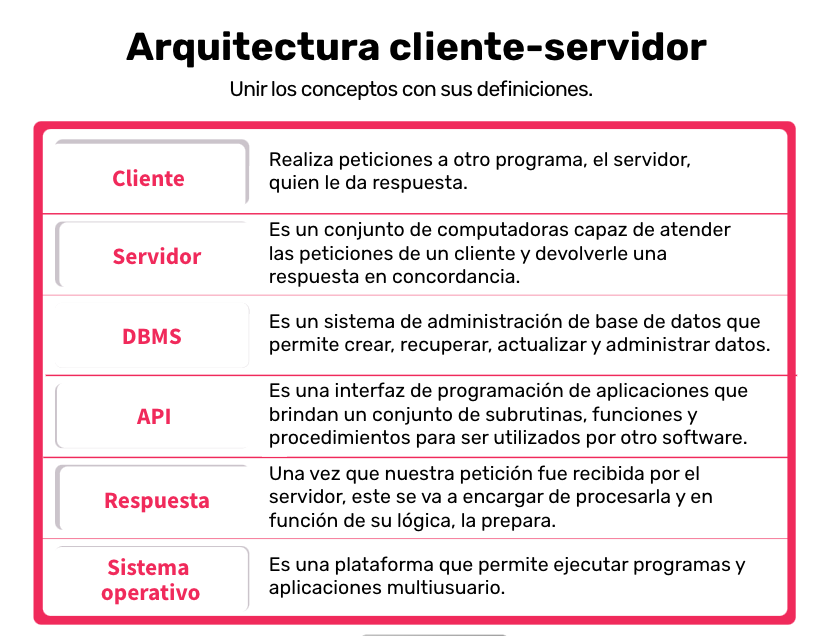 Arquitectura cliente-servidor
Unir los conceptos con sus definiciones.
Cliente
Realiza peticiones a otro programa, el servidor,
quien le da respuesta.
Servidor
Es un conjunto de computadoras capaz de atender
las peticiones de un cliente y devolverle una
respuesta en concordancia.
DBMS
Es un sistema de administración de base de datos que
permite crear, recuperar, actualizar y administrar datos.
API
Es una interfaz de programación de aplicaciones que
brindan un conjunto de subrutinas, funciones y
procedimientos para ser utilizados por otro software.
Respuesta
Una vez que nuestra petición fue recibida por el
servidor, este se va a encargar de procesarla y en
función de su lógica, la prepara.
Sistema
operativo
Es una plataforma que permite ejecutar programas y
aplicaciones multiusuario.